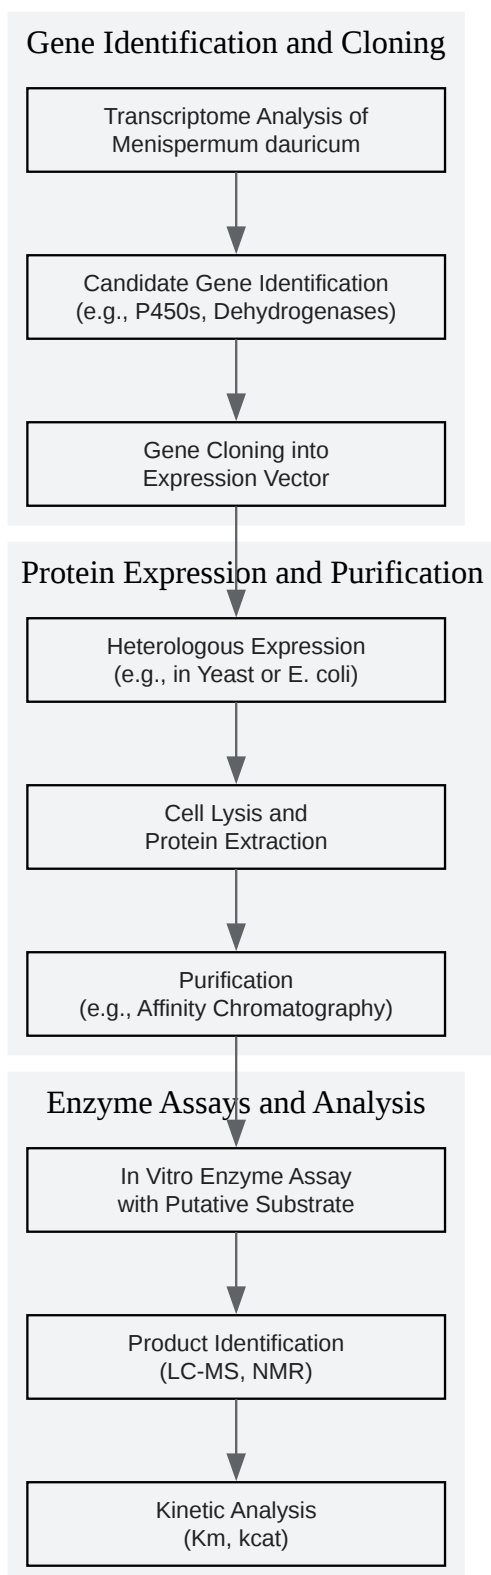 Gene Identification and Cloning
Transcriptome Analysis of
Menispermum dauricum
Candidate Gene Identification
(e.g., P450s, Dehydrogenases)
Gene Cloning into
Expression Vector
Protein Expression and Purification
Heterologous Expression
(e.g., in Yeast or E. coli)
Cell Lysis and
Protein Extraction
Purification
(e.g., Affinity Chromatography)
Enzyme Assays and Analysis
In Vitro Enzyme Assay
with Putative Substrate
Product Identification
(LC-MS, NMR)
Kinetic Analysis
(Km, kcat)